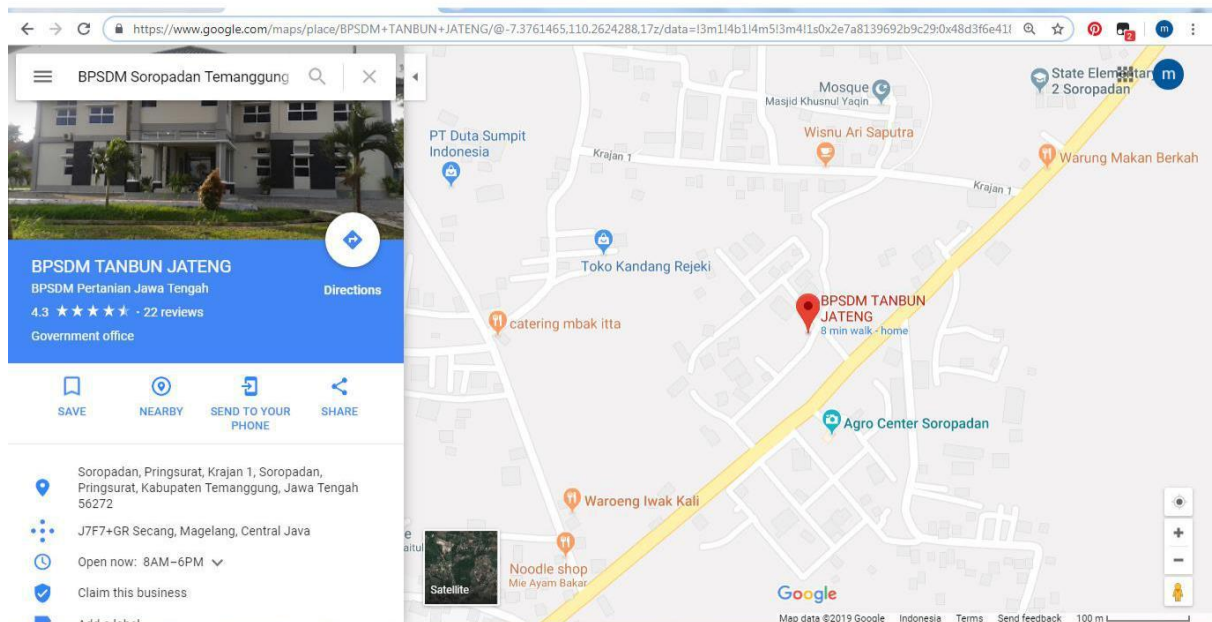 https://www.google.com/maps/place/BPSDM+TANBUN+JATENG/@-7.3761465,110.2624288,17z/data=!3m1!4b1!4m5!3m4!1s0x2e7a8139692b9c29:0x48d3f6e41
2
m
BPSDM Soropadan Temanggung
BPSDM TANBUN JATENG
BPSDM Pertanian Jawa Tengah
4.3 ★★★★ · 22 reviews
Government office
Directions
SAVE
NEARBY
SEND TO YOUR
PHONE
SHARE
Soropadan, Pringsurat, Krajan 1, Soropadan,
Pringsurat, Kabupaten Temanggung, Jawa Tengah
56272
J7F7+GR Secang, Magelang, Central Java
Open now: 8AM–6PM
Claim this business
Mosque
Masjid Khusnul Yaqin
State Elementary
2 Soropadan
m
PT Duta Sumpit
Indonesia
Krajan 1
Wisnu Ari Saputra
Warung Makan Berkah
Krajan 1
Toko Kandang Rejeki
BPSDM TANBUN
JATENG
8 min walk - home
catering mbak itta
Agro Center Soropadan
Waroeng Iwak Kali
Noodle shop
Mie Ayam Bakar
Satellite
Google
Map data ©2019 Google Indonesia Terms Send feedback 100 m